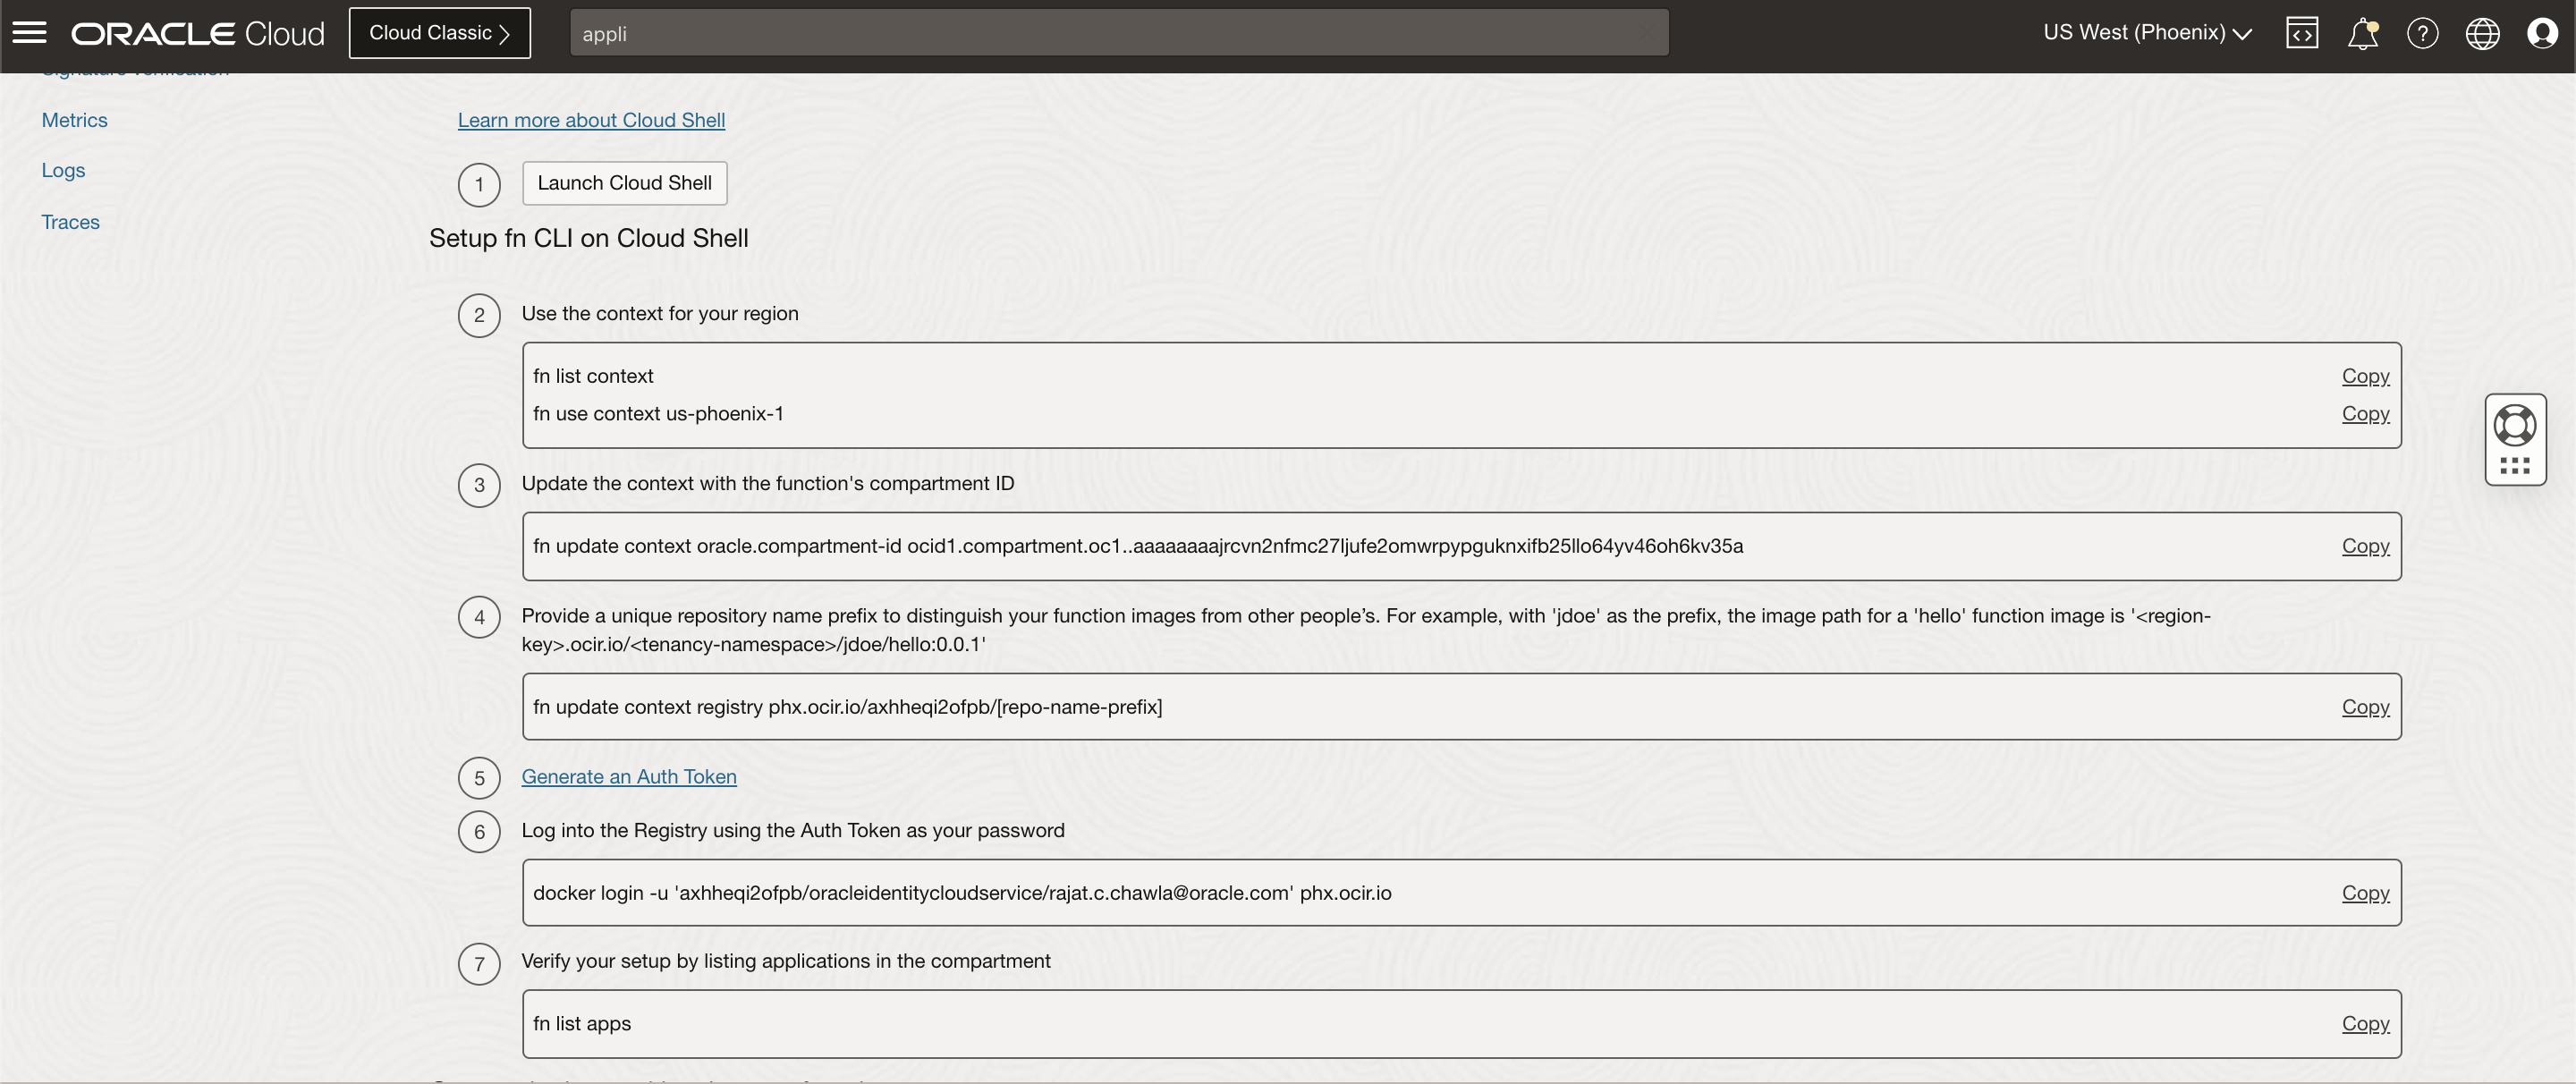 ORACLE Cloud
Cloud Classic >
appli
US West (Phoenix)
Signature Verification
Metrics
Logs
Traces
Learn more about Cloud Shell
1 Launch Cloud Shell
Setup fn CLI on Cloud Shell
2 Use the context for your region
fn list context Copy
fn use context us-phoenix-1 Copy
3 Update the context with the function's compartment ID
fn update context oracle.compartment-id ocid1.compartment.oc1..aaaaaaaajrcvn2nfmc27ljufe2omwrpypguknxifb25llo64yv46oh6kv35a Copy
4 Provide a unique repository name prefix to distinguish your function images from other people’s. For example, with 'jdoe' as the prefix, the image path for a 'hello' function image is '<region-
key>.ocir.io/<tenancy-namespace>/jdoe/hello:0.0.1'
fn update context registry phx.ocir.io/axhheqi2ofpb/[repo-name-prefix] Copy
5 Generate an Auth Token
6 Log into the Registry using the Auth Token as your password
docker login -u 'axhheqi2ofpb/oracleidentitycloudservice/rajat.c.chawla@oracle.com' phx.ocir.io Copy
7 Verify your setup by listing applications in the compartment
fn list apps Copy